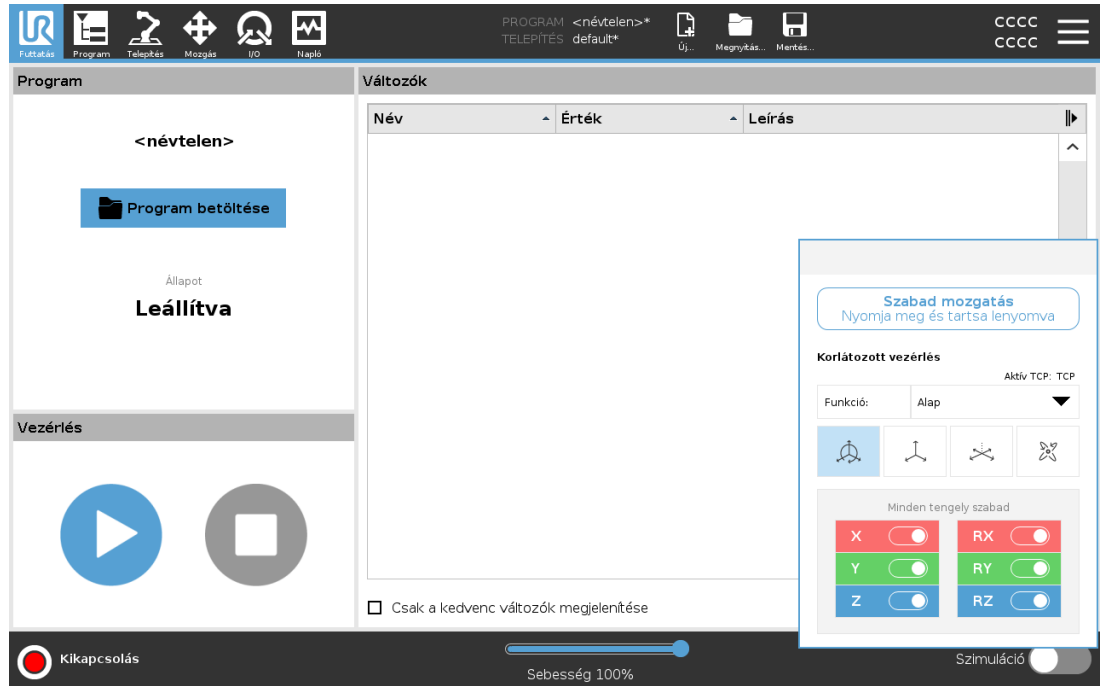 UR
Futtatás
Program
Telepítés
Mozgás
I/O
Napló
PROGRAM <névtelen>*
TELEPÍTÉS default*
Új...
Megnyitás...
Mentés...
CCCC
CCCC
Program
<névtelen>
Program betöltése
Állapot
Leállítva
Vezérlés
Változók
Név
Érték
Leírás
Csak a kedvenc változók megjelenítése
Szabad mozgatás
Nyomja meg és tartsa lenyomva
Korlátozott vezérlés
Aktív TCP: TCP
Funkció: Alap
Minden tengely szabad
X RX
Y RY
Z RZ
Kikapcsolás
Sebesség 100%
Szimuláció